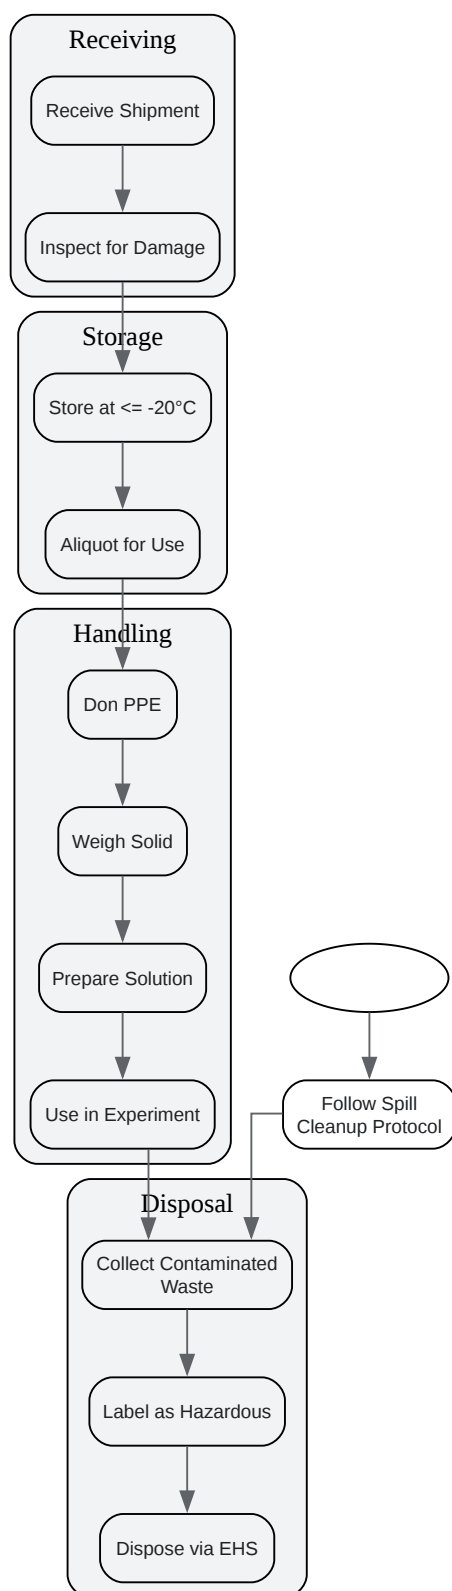 Receiving
Receive Shipment
Inspect for Damage
Storage
Store at <= -20°C
Aliquot for Use
Handling
Don PPE
Weigh Solid
Prepare Solution
Use in Experiment
Follow Spill
Cleanup Protocol
Disposal
Collect Contaminated
Waste
Label as Hazardous
Dispose via EHS